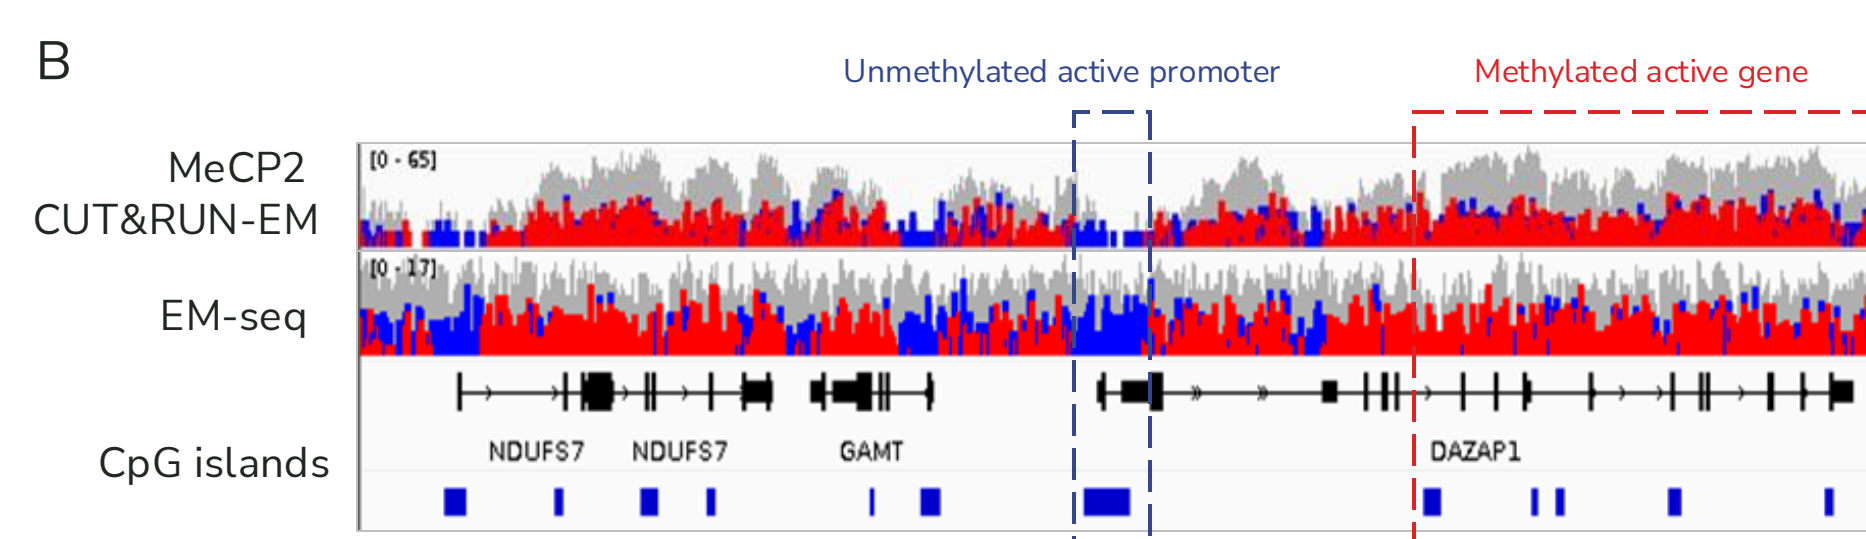 B
Unmethylated active promoter
Methylated active gene
MeCP2
CUT&RUN-EM
[0 - 65]
EM-seq
[0 - 17]
NDUFS7 NDUFS7 GAMT DAZAP1
CpG islands